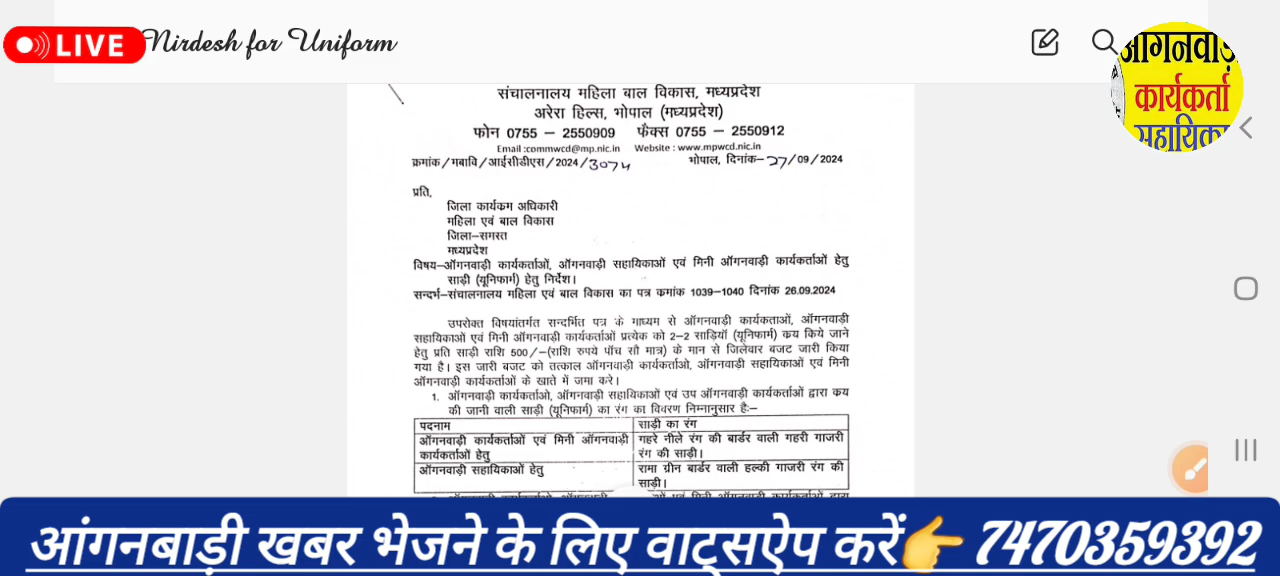 LIVE
Nirdesh for Uniform
आंगनवाड़ी
कार्यकर्ता
सहायिका
संचालनालय महिला बाल विकास, मध्यप्रदेश
अरेरा हिल्स, भोपाल (मध्यप्रदेश)
फोन 0755 – 2550909 फैक्स 0755 – 2550912
Email :commwcd@mp.nic.in Website : www.mpwcd.nic.in
क्रमांक/मबावि/आईसीडीएस/2024/3074 भोपाल, दिनांक–27/09/2024
प्रति,
जिला कार्यकम अधिकारी
महिला एवं बाल विकास
जिला–समस्त
मध्यप्रदेश
विषय–ऑगनवाड़ी कार्यकर्ताओं, ऑगनवाड़ी सहायिकाओं एवं मिनी ऑगनवाड़ी कार्यकर्ताओं हेतु
साड़ी (यूनिफार्म) हेतु निर्देश।
सन्दर्भ–संचालनालय महिला एवं बाल विकास का पत्र कमांक 1039–1040 दिनांक 26.09.2024
उपरोक्त विषयांतर्गत सन्दर्भित पत्र के माध्यम से ऑगनवाड़ी कार्यकताओं, ऑगनवाड़ी
सहायिकाओं एवं मिनी ऑगनवाड़ी कार्यकर्ताओं प्रत्येक को 2–2 साड़ियों (यूनिफार्म) कय किये जाने
हेतु प्रति साड़ी राशि 500/–(राशि रुपये पॉच सौ मात्र) के मान से जिलेवार बजट जारी किया
गया है। इस जारी बजट को तत्काल ऑगनवाड़ी कार्यकर्ताओ, ऑगनवाड़ी सहायिकाओं एवं मिनी
ऑगनवाड़ी कार्यकर्ताओं के खाते में जमा करे।
1. ऑगनवाड़ी कार्यकर्ताओ, ऑगनवाड़ी सहायिकाओं एवं उप ऑगनवाड़ी कार्यकर्ताओं द्वारा कय
की जानी वाली साड़ी (यूनिफार्म) का रंग का विवरण निम्नानुसार है:–
पदनाम साड़ी का रंग
ऑगनवाड़ी कार्यकर्ताओं एवं मिनी ऑगनवाड़ी कार्यकर्ताओं हेतु गहरे नीले रंग की बार्डर वाली गहरी गाजरी रंग की साड़ी।
ऑगनवाड़ी सहायिकाओं हेतु रामा ग्रीन बार्डर वाली हल्की गाजरी रंग की साड़ी।
आंगनबाड़ी खबर भेजने के लिए वाट्सऐप करें👉 7470359392